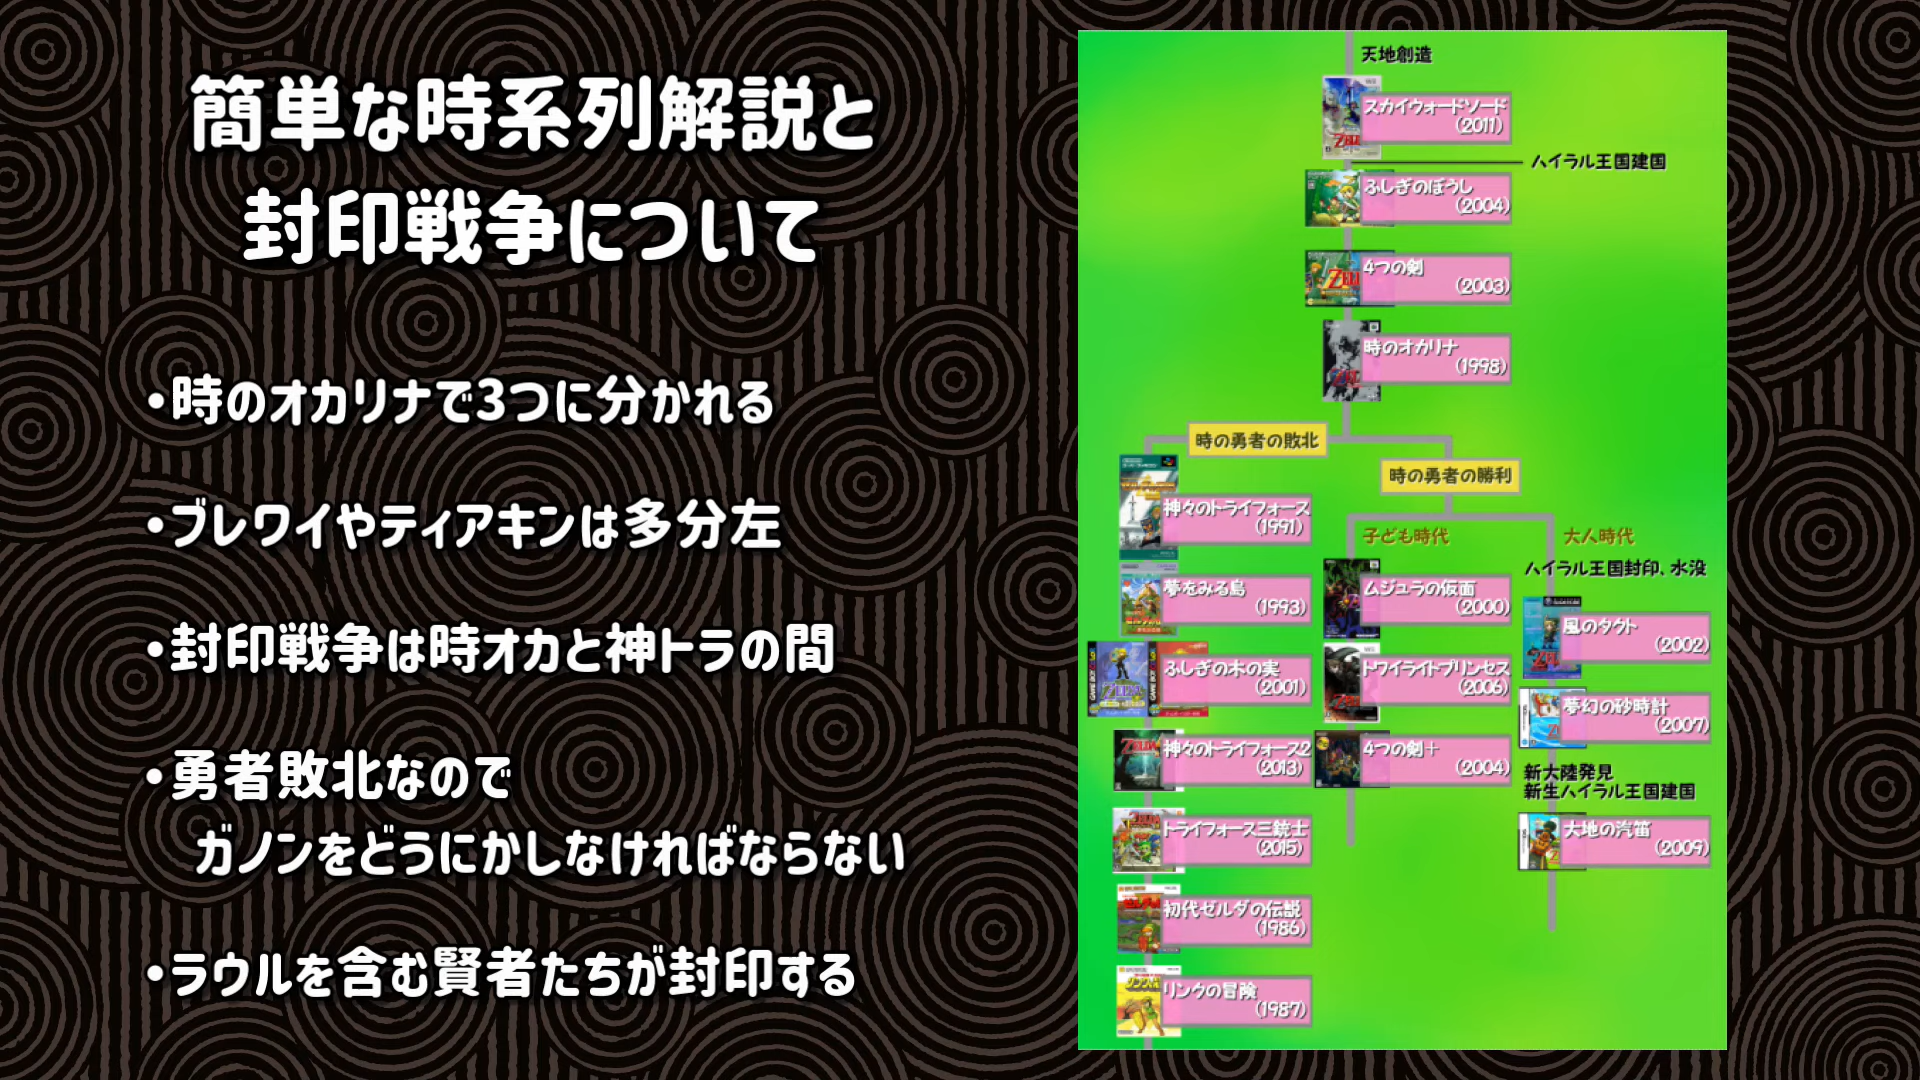 簡単な時系列解説と
封印戦争について
・時のオカリナで3つに分かれる
・ブレワイやティアキンは多分左
・封印戦争は時オカと神トラの間
・勇者敗北なので
ガノンをどうにかしなければならない
・ラウルを含む賢者たちが封印する
天地創造
スカイウォードソード
(2011)
ハイラル王国建国
ふしぎのぼうし
(2004)
4つの剣
(2003)
時のオカリナ
(1998)
時の勇者の敗北
時の勇者の勝利
神々のトライフォース
(1991)
夢をみる島
(1993)
ふしぎの木の実
(2001)
神々のトライフォース2
(2013)
トライフォース三銃士
(2015)
初代ゼルダの伝説
(1986)
リンクの冒険
(1987)
子ども時代
ムジュラの仮面
(2000)
トワイライトプリンセス
(2006)
4つの剣+
(2004)
大人時代
ハイラル王国封印、水没
風のタクト
(2002)
夢幻の砂時計
(2007)
新大陸発見
新生ハイラル王国建国
大地の汽笛
(2009)